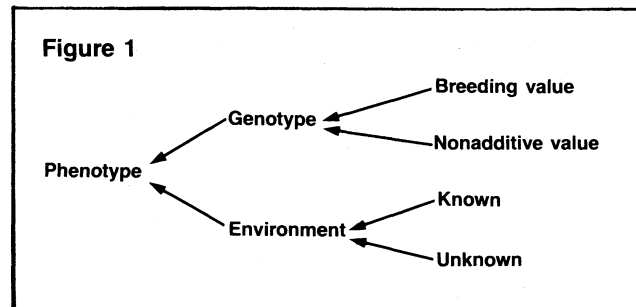 Figure 1
Breeding value
Genotype
Nonadditive value
Phenotype
Known
Environment
Unknown